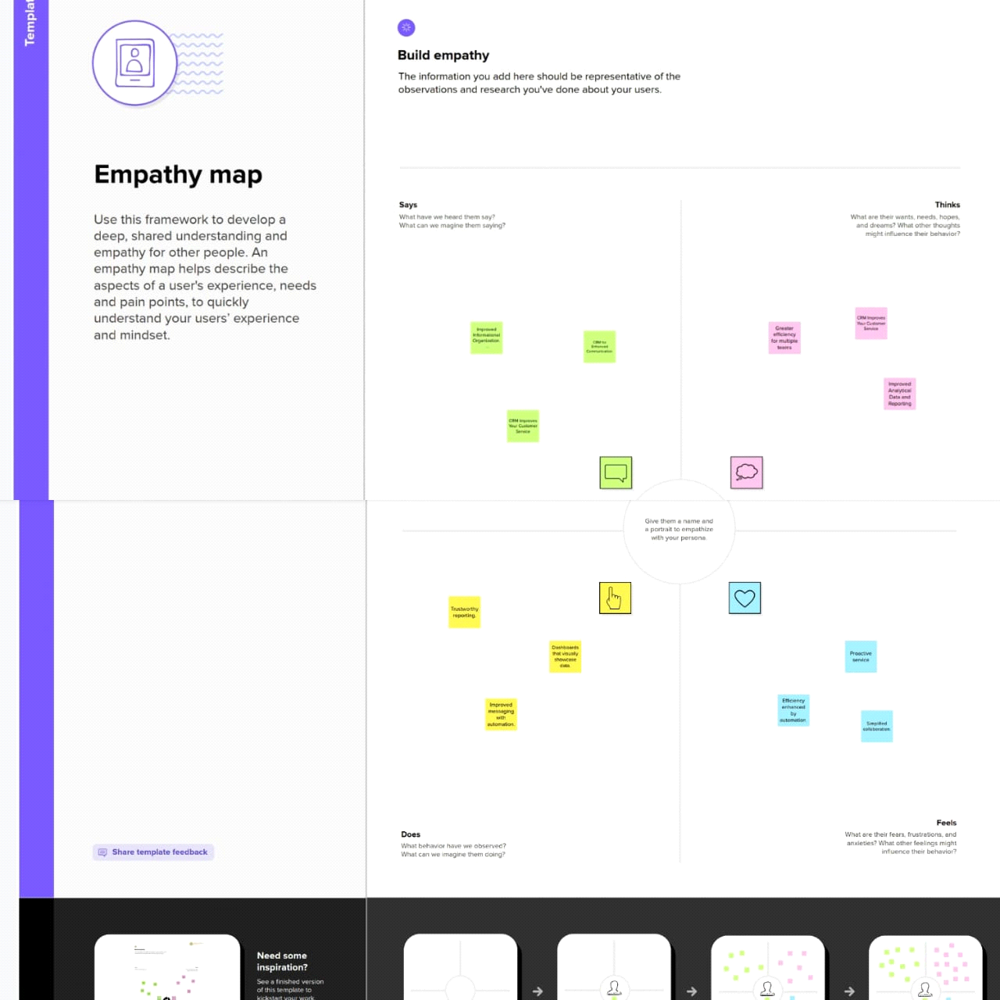 Templat
Empathy map
Use this framework to develop a
deep, shared understanding and
empathy for other people. An
empathy map helps describe the
aspects of a user's experience, needs
and pain points, to quickly
understand your users' experience
and mindset.
Share template feedback
Build empathy
The information you add here should be representative of the
observations and research you've done about your users.
Says
What have we heard them say?
What can we magine them saying?
Thinks
What are their wants, needs, hopes,
and dreams? What other thoughts
might influence their behavior?
Improved
Informational
Organization
CRM for
Enhanced
Communication
CRM Improves
Your Customer
Service
Greater
efficiency
for multiple
teams
CRM Improves
Your Customer
Service
Improved
Analytical
Data and
Reporting
Give them a name and
a portrait to empathize
with your persona.
Trustworthy
reporting.
Dashboards
that visually
showcase
data.
Improved
messaging
with
automation.
Proactive
service
Efficiency
enhanced
by
automation.
Simplified
collaboration.
Does
What behavior have we observed?
What can we imagine them doing?
Feels
What are their fears, frustrations, and
anxieties? What other feelings might
influence their behavior?
Need some
inspiration?
See a finished version
of this template to
kickstart your work.